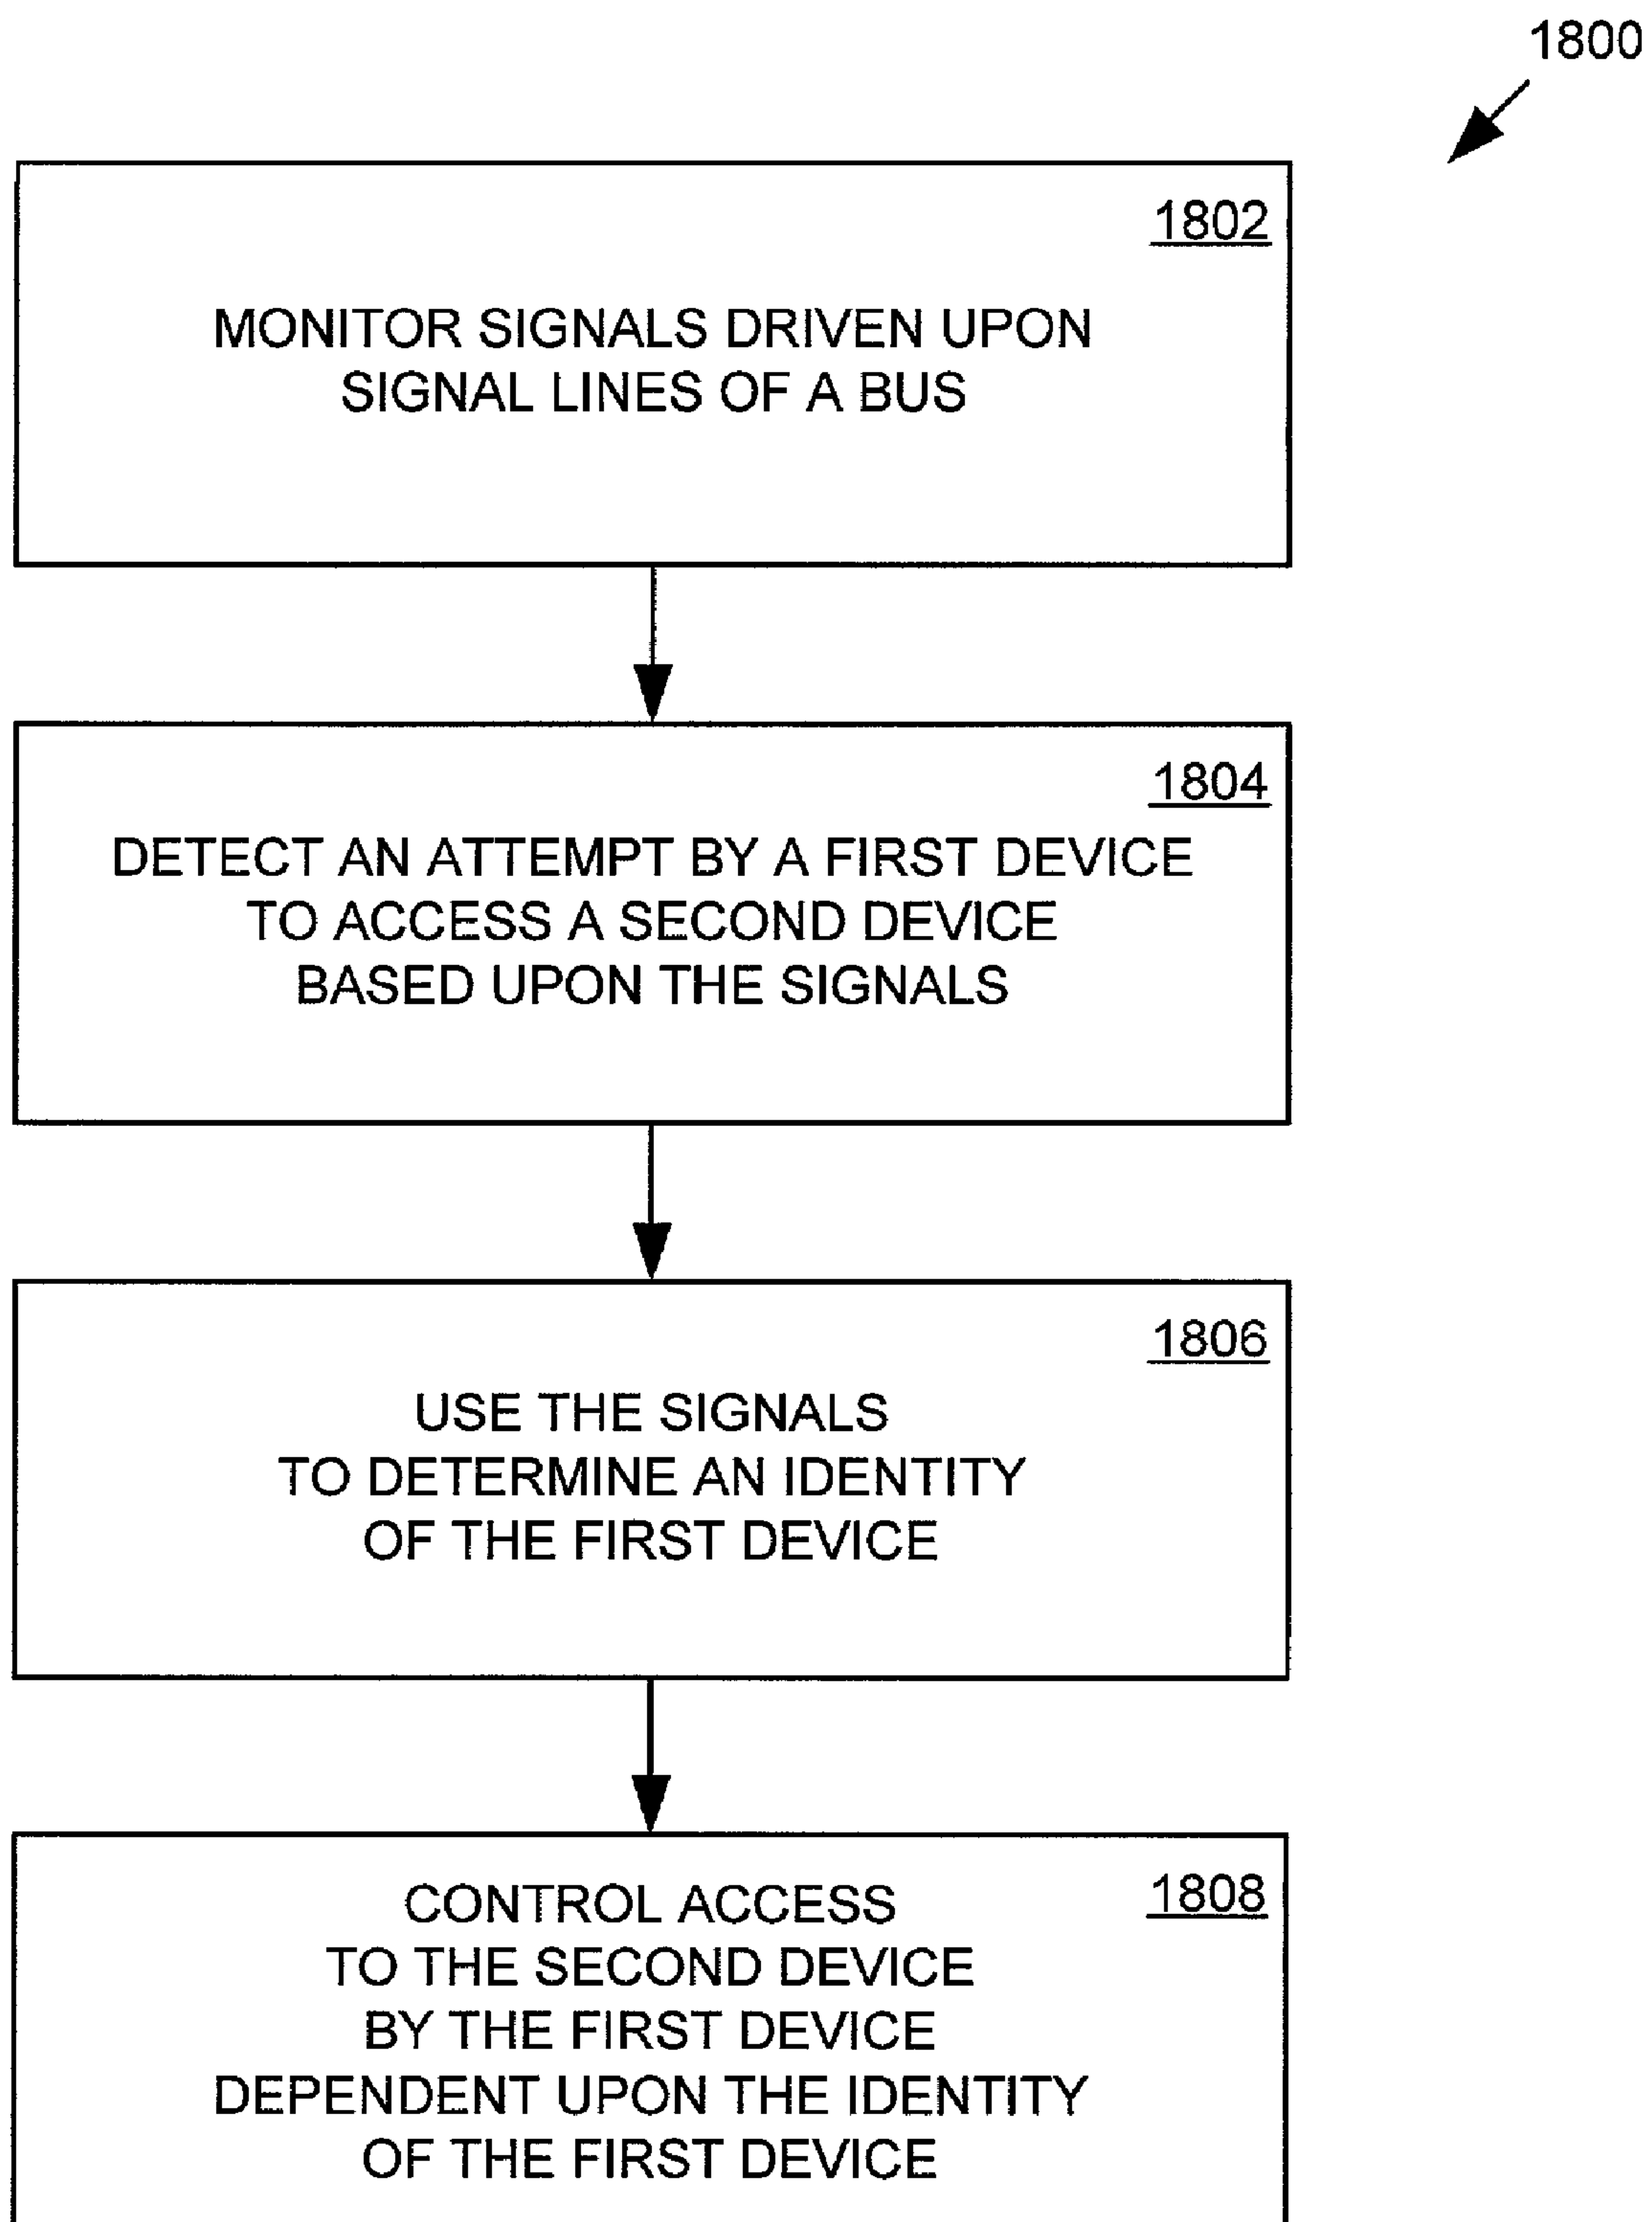 1800
1802
MONITOR SIGNALS DRIVEN UPON
SIGNAL LINES OF A BUS
1804
DETECT AN ATTEMPT BY A FIRST DEVICE
TO ACCESS A SECOND DEVICE
BASED UPON THE SIGNALS
1806
USE THE SIGNALS
TO DETERMINE AN IDENTITY
OF THE FIRST DEVICE
1808
CONTROL ACCESS
TO THE SECOND DEVICE
BY THE FIRST DEVICE
DEPENDENT UPON THE IDENTITY
OF THE FIRST DEVICE